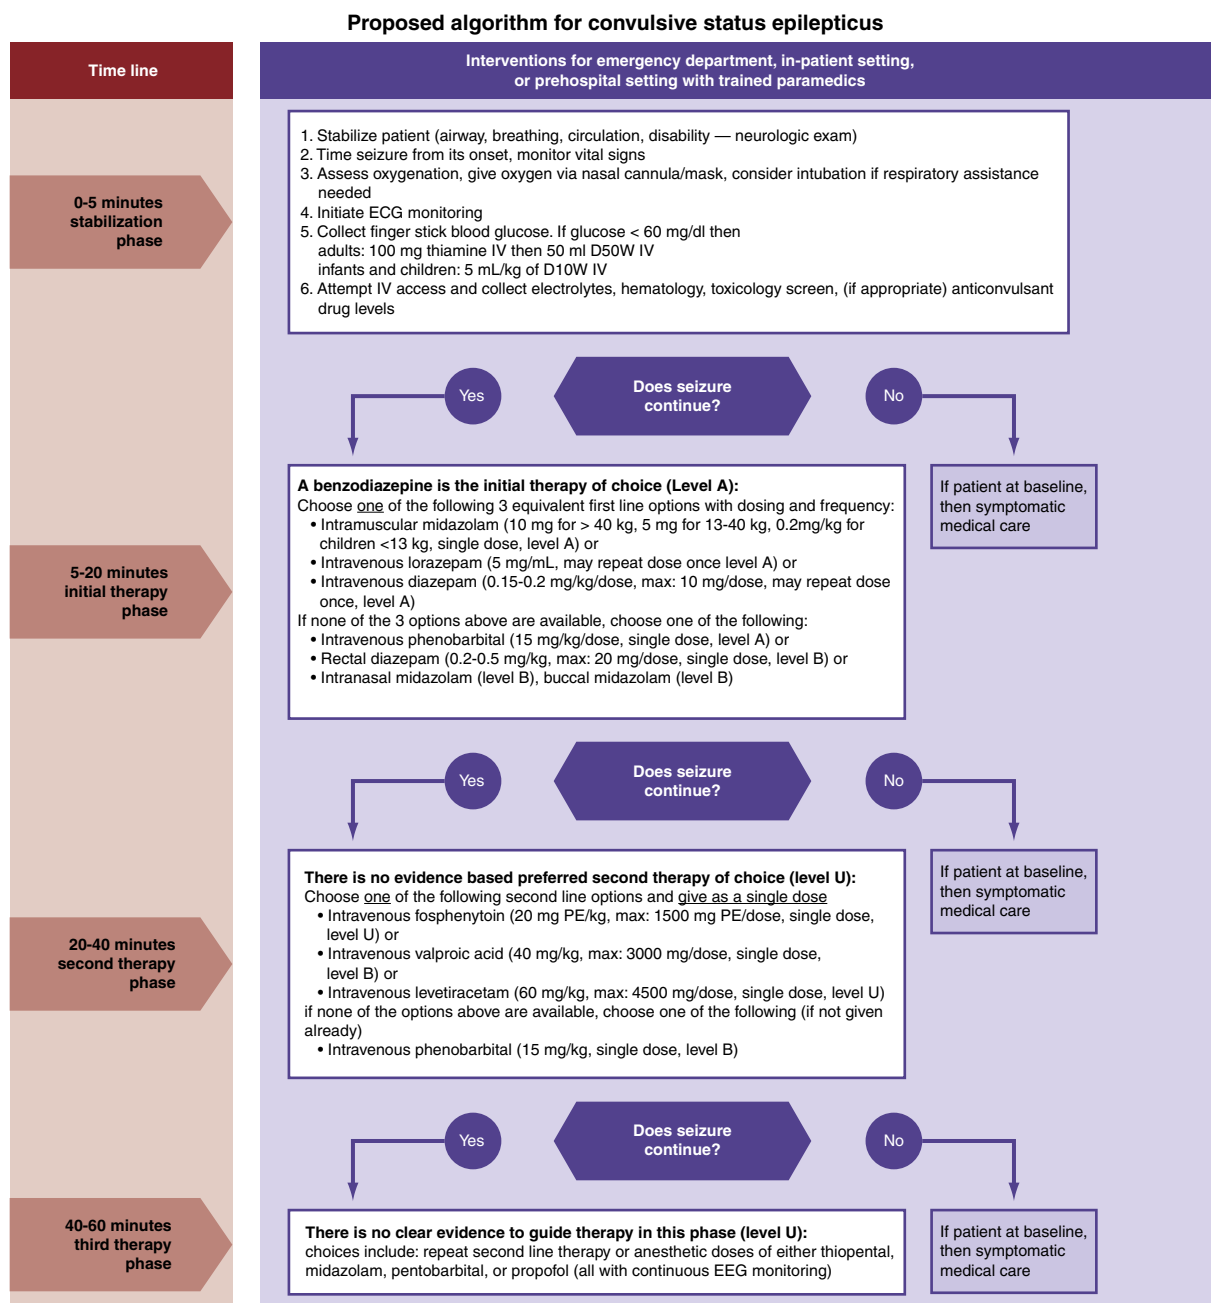 Proposed algorithm for convulsive status epilepticus
Time line
Interventions for emergency department, in-patient setting,
or prehospital setting with trained paramedics
0-5 minutes
stabilization
phase
1. Stabilize patient (airway, breathing, circulation, disability — neurologic exam)
2. Time seizure from its onset, monitor vital signs
3. Assess oxygenation, give oxygen via nasal cannula/mask, consider intubation if respiratory assistance
needed
4. Initiate ECG monitoring
5. Collect finger stick blood glucose. If glucose < 60 mg/dl then
adults: 100 mg thiamine IV then 50 ml D50W IV
infants and children: 5 mL/kg of D10W IV
6. Attempt IV access and collect electrolytes, hematology, toxicology screen, (if appropriate) anticonvulsant
drug levels
Yes
Does seizure
continue?
No
5-20 minutes
initial therapy
phase
A benzodiazepine is the initial therapy of choice (Level A):
Choose one of the following 3 equivalent first line options with dosing and frequency:
• Intramuscular midazolam (10 mg for > 40 kg, 5 mg for 13-40 kg, 0.2mg/kg for
children <13 kg, single dose, level A) or
• Intravenous lorazepam (5 mg/mL, may repeat dose once level A) or
• Intravenous diazepam (0.15-0.2 mg/kg/dose, max: 10 mg/dose, may repeat dose
once, level A)
If none of the 3 options above are available, choose one of the following:
• Intravenous phenobarbital (15 mg/kg/dose, single dose, level A) or
• Rectal diazepam (0.2-0.5 mg/kg, max: 20 mg/dose, single dose, level B) or
• Intranasal midazolam (level B), buccal midazolam (level B)
If patient at baseline,
then symptomatic
medical care
Yes
Does seizure
continue?
No
20-40 minutes
second therapy
phase
There is no evidence based preferred second therapy of choice (level U):
Choose one of the following second line options and give as a single dose
• Intravenous fosphenytoin (20 mg PE/kg, max: 1500 mg PE/dose, single dose,
level U) or
• Intravenous valproic acid (40 mg/kg, max: 3000 mg/dose, single dose,
level B) or
• Intravenous levetiracetam (60 mg/kg, max: 4500 mg/dose, single dose, level U)
if none of the options above are available, choose one of the following (if not given
already)
• Intravenous phenobarbital (15 mg/kg, single dose, level B)
If patient at baseline,
then symptomatic
medical care
Yes
Does seizure
continue?
No
40-60 minutes
third therapy
phase
There is no clear evidence to guide therapy in this phase (level U):
choices include: repeat second line therapy or anesthetic doses of either thiopental,
midazolam, pentobarbital, or propofol (all with continuous EEG monitoring)
If patient at baseline,
then symptomatic
medical care